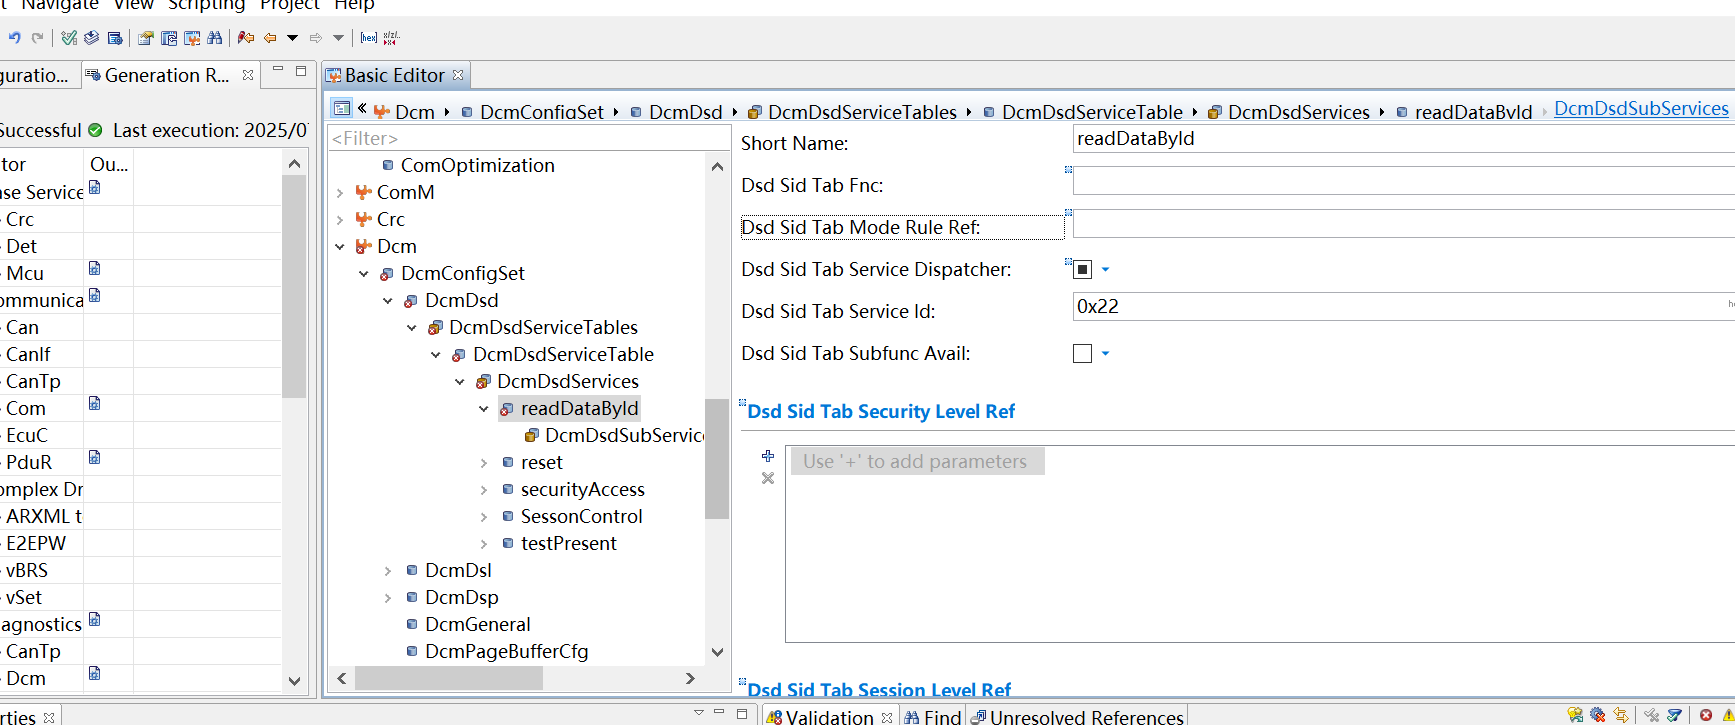 t Navigate View Scripting Project Help
guratio...
Generation R...
Basic Editor
Successful Last execution: 2025/0
« Dcm DcmConfigSet DcmDsd DcmDsdServiceTables DcmDsdServiceTable DcmDsdServices readDataById DcmDsdSubServices
tor Ou...
ase Service
Crc
Det
Mcu
ommunica
Can
CanIf
CanTp
Com
EcuC
PduR
omplex Dr
ARXML t
E2EPW
vBRS
vSet
agnostics
CanTp
Dcm
<Filter>
ComOptimization
ComM
Crc
Dcm
DcmConfigSet
DcmDsd
DcmDsdServiceTables
DcmDsdServiceTable
DcmDsdServices
readDataById
DcmDsdSubService
reset
securityAccess
SessonControl
testPresent
DcmDsl
DcmDsp
DcmGeneral
DcmPageBufferCfg
Short Name: readDataById
Dsd Sid Tab Fnc:
Dsd Sid Tab Mode Rule Ref:
Dsd Sid Tab Service Dispatcher:
Dsd Sid Tab Service Id: 0x22
Dsd Sid Tab Subfunc Avail:
Dsd Sid Tab Security Level Ref
Use '+' to add parameters
Dsd Sid Tab Session Level Ref
rties
Validation Find Unresolved References